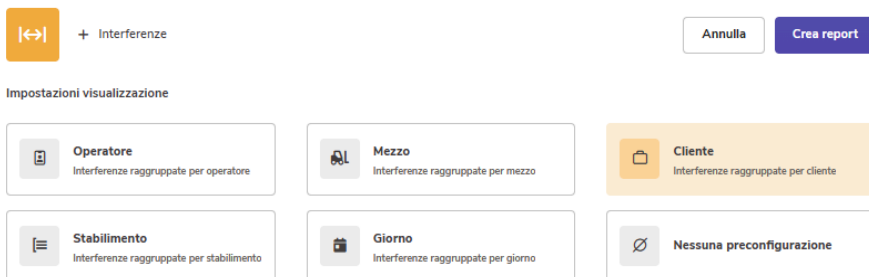 + Interferenze
Annulla
Crea report
Impostazioni visualizzazione
Operatore
Interferenze raggruppate per operatore
Mezzo
Interferenze raggruppate per mezzo
Cliente
Interferenze raggruppate per cliente
Stabilimento
Interferenze raggruppate per stabilimento
Giorno
Interferenze raggruppate per giorno
Nessuna preconfigurazione